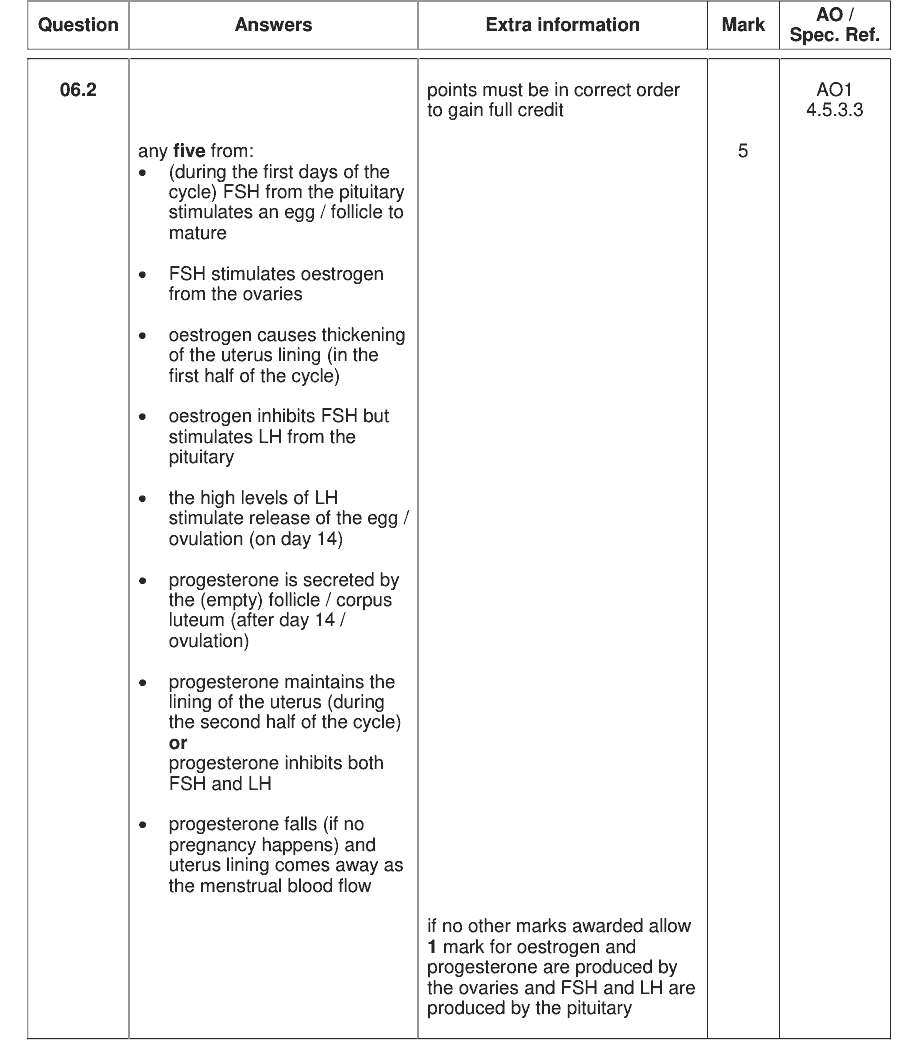 Question
Answers
Extra information
Mark
AO /
Spec. Ref.
06.2
points must be in correct order
to gain full credit
AO1
4.5.3.3
any five from:
5
• (during the first days of the
cycle) FSH from the pituitary
stimulates an egg / follicle to
mature
• FSH stimulates oestrogen
from the ovaries
• oestrogen causes thickening
of the uterus lining (in the
first half of the cycle)
• oestrogen inhibits FSH but
stimulates LH from the
pituitary
• the high levels of LH
stimulate release of the egg /
ovulation (on day 14)
• progesterone is secreted by
the (empty) follicle / corpus
luteum (after day 14 /
ovulation)
• progesterone maintains the
lining of the uterus (during
the second half of the cycle)
or
progesterone inhibits both
FSH and LH
• progesterone falls (if no
pregnancy happens) and
uterus lining comes away as
the menstrual blood flow
if no other marks awarded allow
1 mark for oestrogen and
progesterone are produced by
the ovaries and FSH and LH are
produced by the pituitary